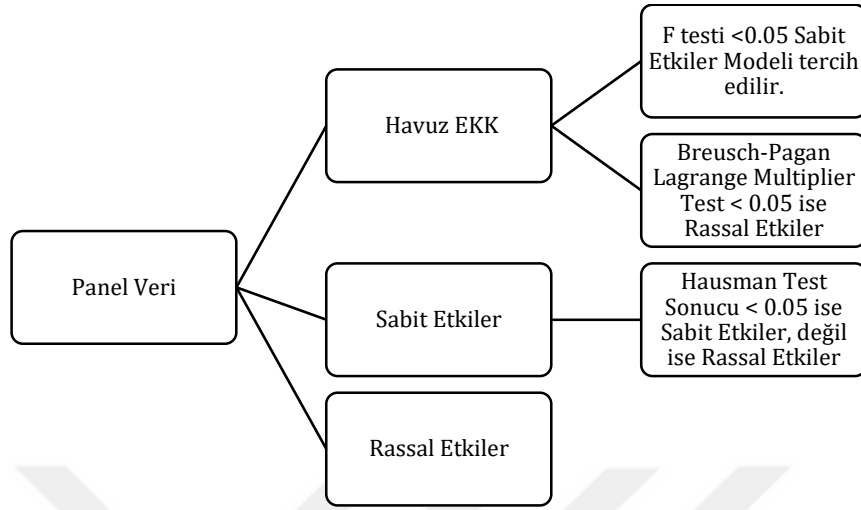 Panel Veri
Havuz EKK
F testi <0.05 Sabit
Etkiler Modeli tercih
edilir.
Breusch-Pagan
Lagrange Multiplier
Test < 0.05 ise
Rassal Etkiler
Sabit Etkiler
Hausman Test
Sonucu < 0.05 ise
Sabit Etkiler, değil
ise Rassal Etkiler
Rassal Etkiler